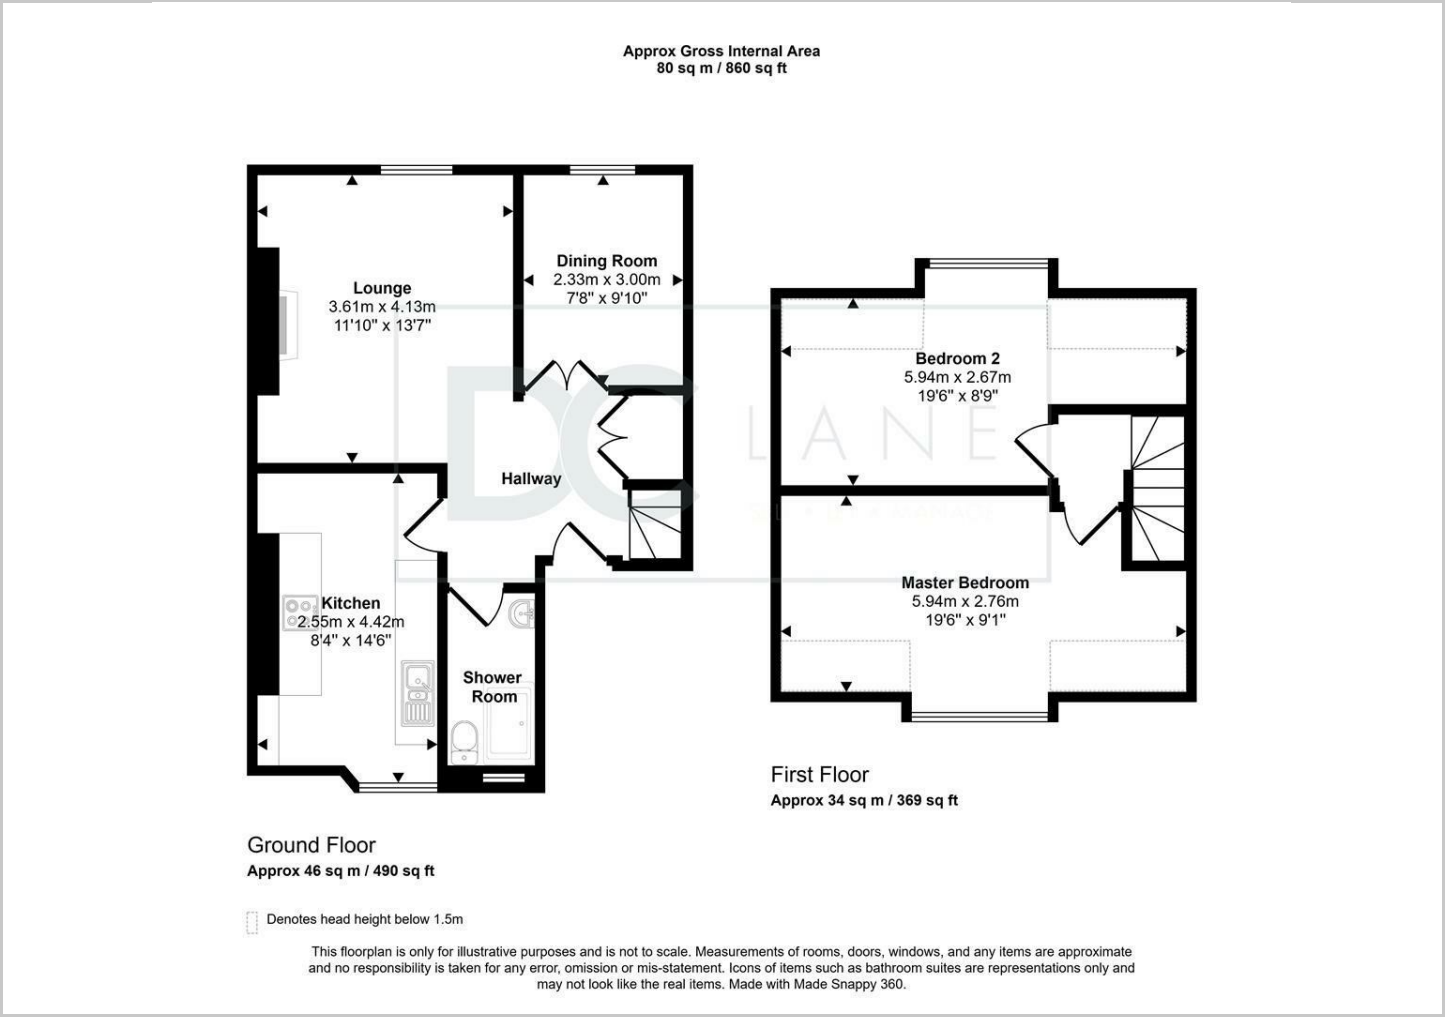 Approx Gross Internal Area
80 sq m / 860 sq ft
Dining Room
2.33m x 3.00m
7'8" x 9'10"
Lounge
3.61m x 4.13m
11'10" x 13'7"
Bedroom 2
5.94m x 2.67m
19'6" x 8'9"
DC
LANE
Hallway
Master Bedroom
5.94m x 2.76m
19'6" x 9'1"
Kitchen
2.55m x 4.42m
8'4" x 14'6"
Shower
Room
First Floor
Approx 34 sq m / 369 sq ft
Ground Floor
Approx 46 sq m / 490 sq ft
Denotes head height below 1.5m
This floorplan is only for illustrative purposes and is not to scale. Measurements of rooms, doors, windows, and any items are approximate
and no responsibility is taken for any error, omission or mis-statement. Icons of items such as bathroom suites are representations only and
may not look like the real items. Made with Made Snappy 360.